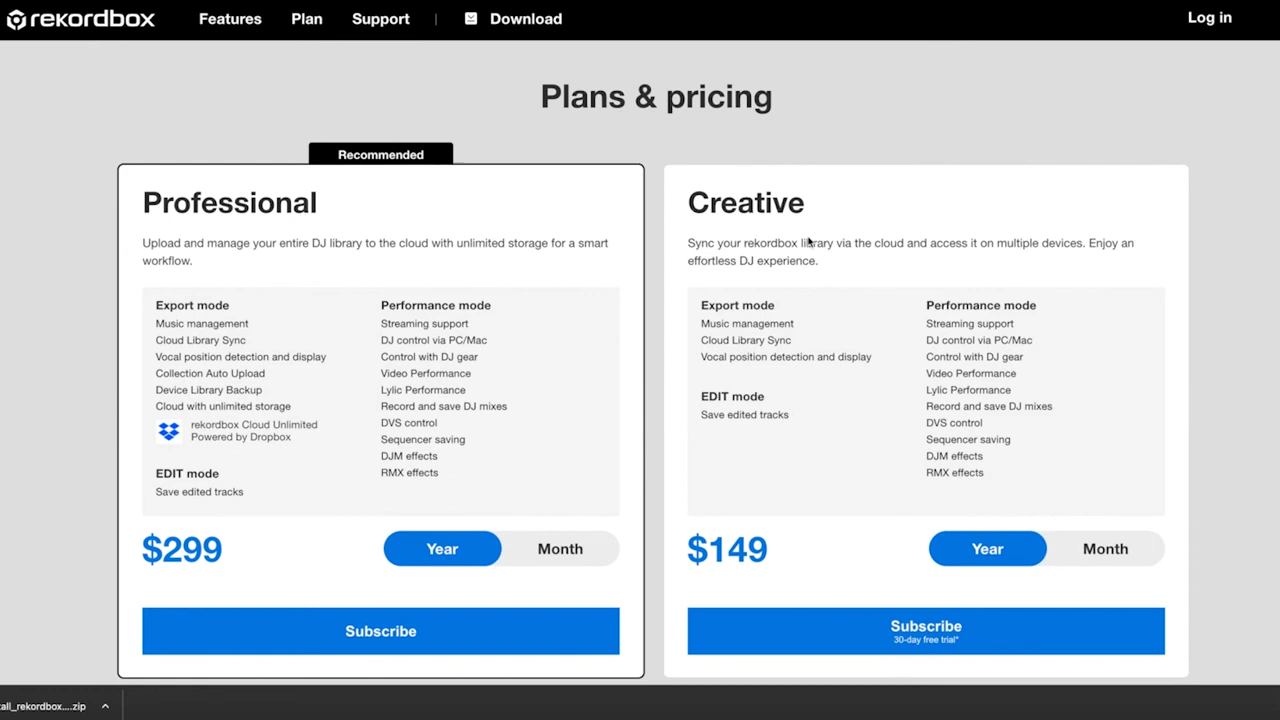 rekordbox Features Plan Support | Download Log in
Plans & pricing
Recommended
Professional
Upload and manage your entire DJ library to the cloud with unlimited storage for a smart
workflow.
Export mode
Music management
Cloud Library Sync
Vocal position detection and display
Collection Auto Upload
Device Library Backup
Cloud with unlimited storage
rekordbox Cloud Unlimited
Powered by Dropbox
EDIT mode
Save edited tracks
Performance mode
Streaming support
DJ control via PC/Mac
Control with DJ gear
Video Performance
Lylic Performance
Record and save DJ mixes
DVS control
Sequencer saving
DJM effects
RMX effects
$299
Year Month
Subscribe
Creative
Sync your rekordbox library via the cloud and access it on multiple devices. Enjoy an
effortless DJ experience.
Export mode
Music management
Cloud Library Sync
Vocal position detection and display
EDIT mode
Save edited tracks
Performance mode
Streaming support
DJ control via PC/Mac
Control with DJ gear
Video Performance
Lylic Performance
Record and save DJ mixes
DVS control
Sequencer saving
DJM effects
RMX effects
$149
Year Month
Subscribe
30-day free trial*
tall_rekordbox....zip